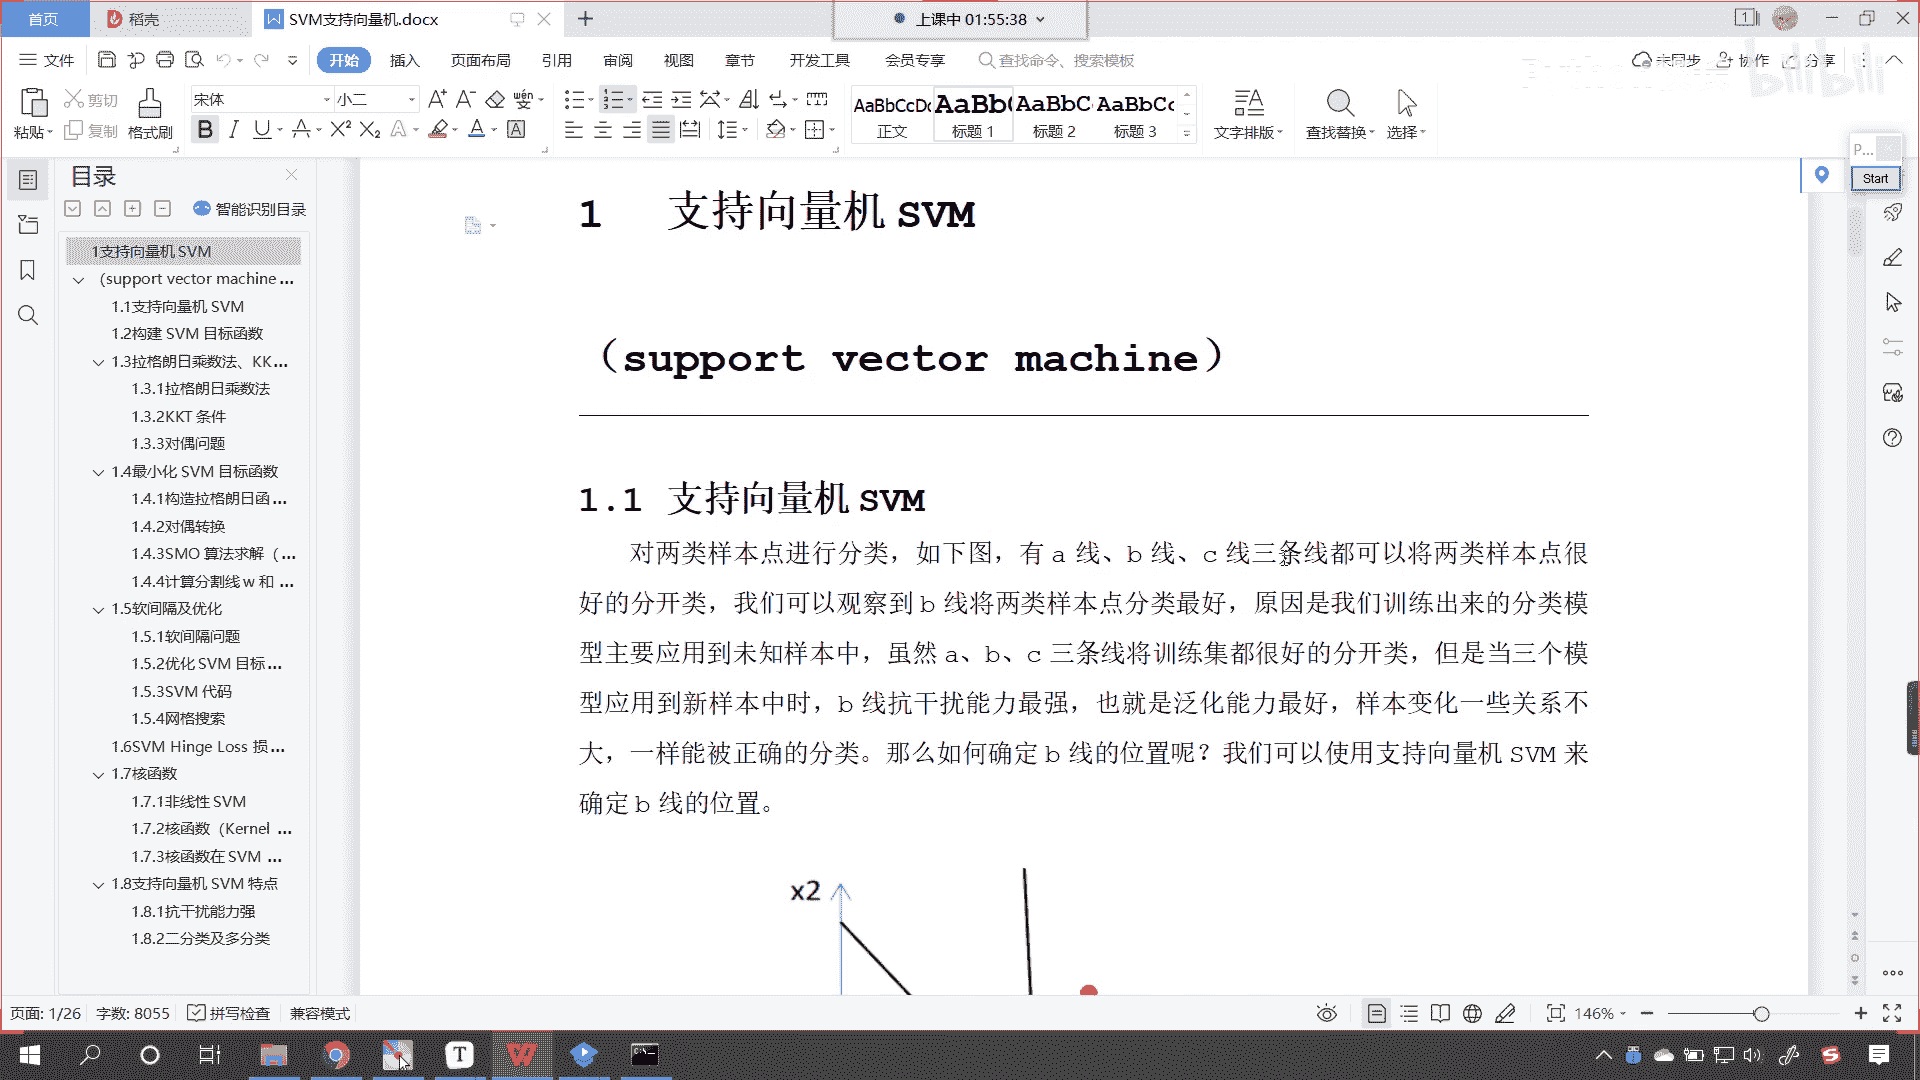 首页
稻壳
SVM支持向量机.docx
上课中 01:55:38
文件
开始
插入
页面布局
引用
审阅
视图
章节
开发工具
会员专享
查找命令、搜索模板
未同步
协作
分享
bilibili
粘贴
剪切
复制
格式刷
宋体
小二
AaBbCcDc
正文
AaBb(
标题 1
AaBbC
标题 2
AaBbCc
标题 3
文字排版
查找替换
选择
P...
Start
目录
智能识别目录
1支持向量机 SVM
(support vector machine ...
1.1支持向量机 SVM
1.2构建 SVM 目标函数
1.3拉格朗日乘数法、KK...
1.3.1拉格朗日乘数法
1.3.2KKT 条件
1.3.3对偶问题
1.4最小化 SVM 目标函数
1.4.1构造拉格朗日函 ...
1.4.2对偶转换
1.4.3SMO 算法求解（ ...
1.4.4计算分割线 w 和 ...
1.5软间隔及优化
1.5.1软间隔问题
1.5.2优化 SVM 目标 ...
1.5.3SVM 代码
1.5.4网格搜索
1.6SVM Hinge Loss 损 ...
1.7核函数
1.7.1非线性 SVM
1.7.2核函数（Kernel ...
1.7.3核函数在 SVM ...
1.8支持向量机 SVM 特点
1.8.1抗干扰能力强
1.8.2二分类及多分类
1 支持向量机 SVM
（support vector machine）
1.1 支持向量机 SVM
对两类样本点进行分类，如下图，有 a 线、b 线、c 线三条线都可以将两类样本点很
好的分开类，我们可以观察到 b 线将两类样本点分类最好，原因是我们训练出来的分类模
型主要应用到未知样本中，虽然 a、b、c 三条线将训练集都很好的分开类，但是当三个模
型应用到新样本中时，b 线抗干扰能力最强，也就是泛化能力最好，样本变化一些关系不
大，一样能被正确的分类。那么如何确定 b 线的位置呢？我们可以使用支持向量机 SVM 来
确定 b 线的位置。
x2
页面: 1/26
字数: 8055
拼写检查
兼容模式
146%